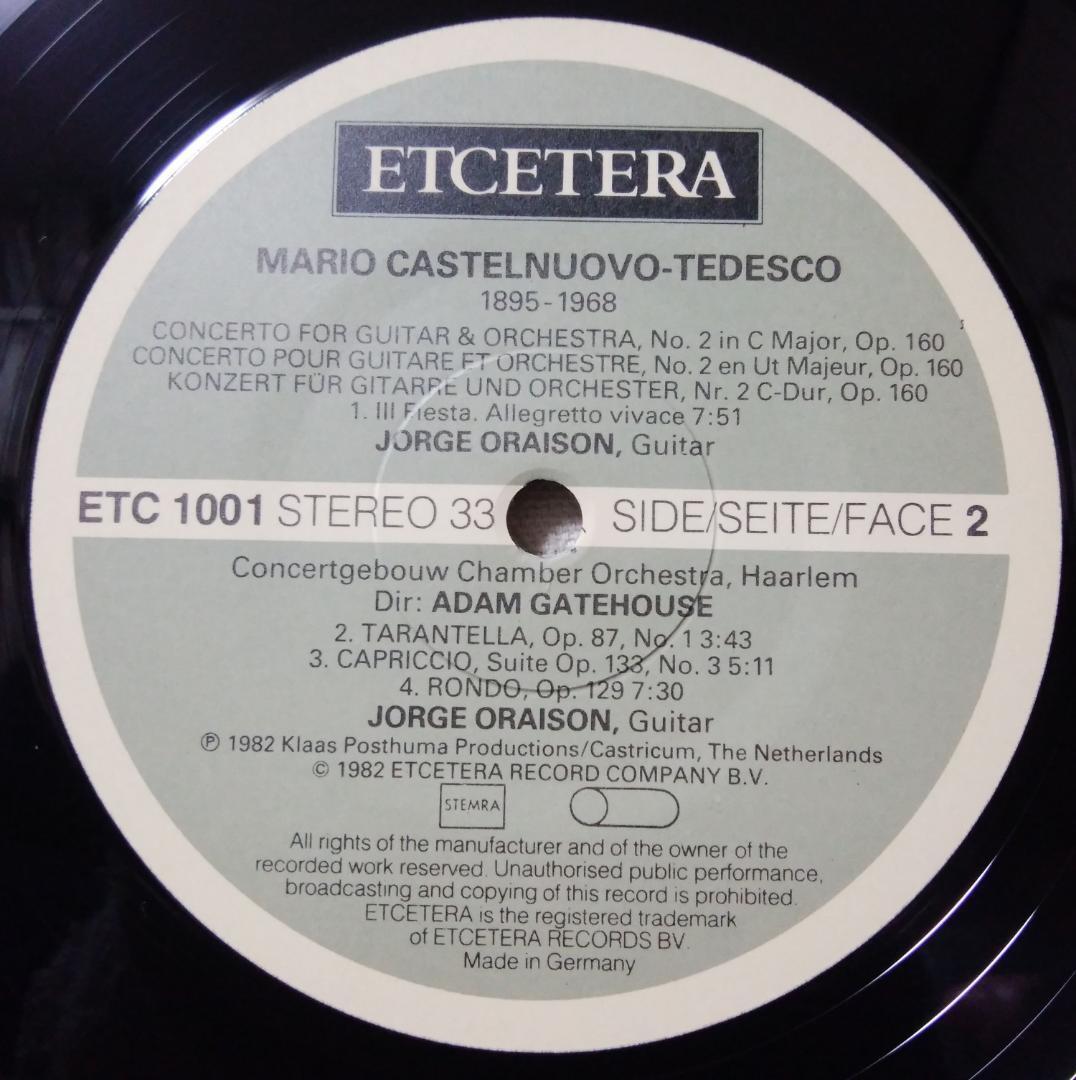 ETCETERA
MARIO CASTELNUOVO-TEDESCO
1895-1968
CONCERTO FOR GUITAR & ORCHESTRA, No. 2 in C Major, Op. 160
CONCERTO POUR GUITARE ET ORCHESTRE, No. 2 en Ut Majeur, Op. 160
KONZERT FÜR GITARRE UND ORCHESTER, Nr. 2 C-Dur, Op. 160
1. III Fiesta. Allegretto vivace 7:51
JORGE ORAISON, Guitar
ETC 1001 STEREO 33 SIDE/SEITE/FACE 2
Concertgebouw Chamber Orchestra, Haarlem
Dir: ADAM GATEHOUSE
2. TARANTELLA, Op. 87, No. 1 3:43
3. CAPRICCIO, Suite Op. 133, No. 3 5:11
4. RONDO, Op. 129 7:30
JORGE ORAISON, Guitar
℗ 1982 Klaas Posthuma Productions/Castricum, The Netherlands
© 1982 ETCETERA RECORD COMPANY B.V.
STEMRA
All rights of the manufacturer and of the owner of the
recorded work reserved. Unauthorised public performance,
broadcasting and copying of this record is prohibited.
ETCETERA is the registered trademark
of ETCETERA RECORDS BV.
Made in Germany